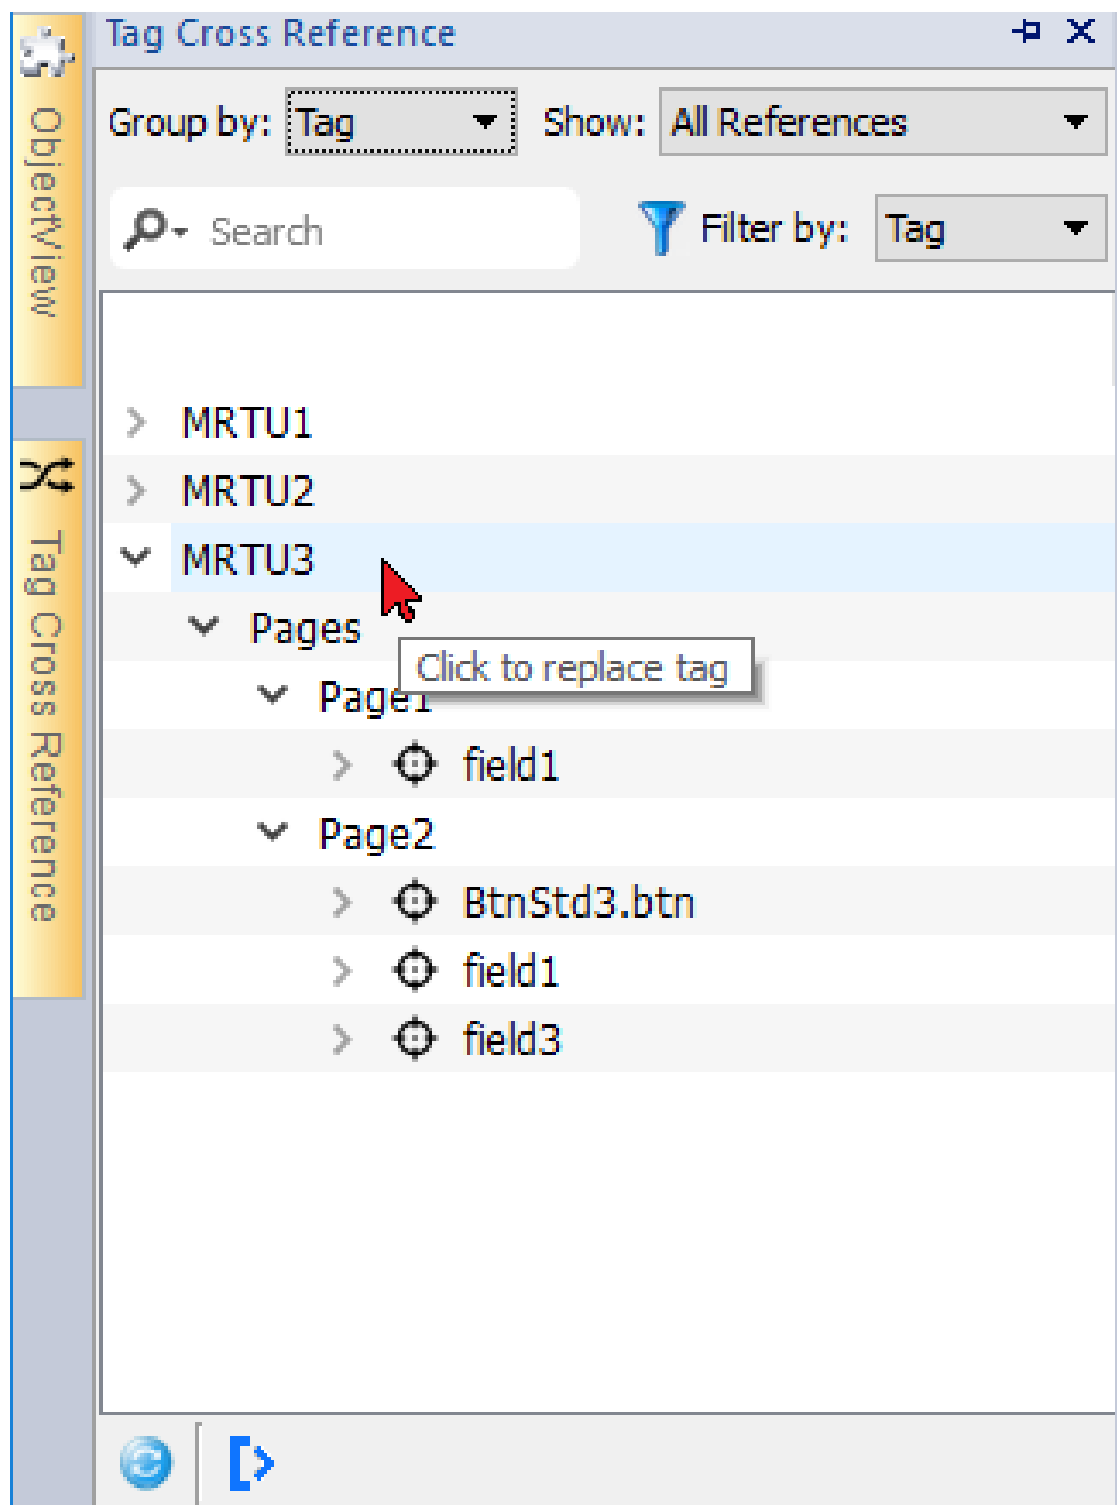 Tag Cross Reference
ObjectView
Group by: Tag Show: All References
Search Filter by: Tag
MRTU1
MRTU2
MRTU3
Tag Cross Reference
Pages
Click to replace tag
Page1
field1
Page2
BtnStd3.btn
field1
field3